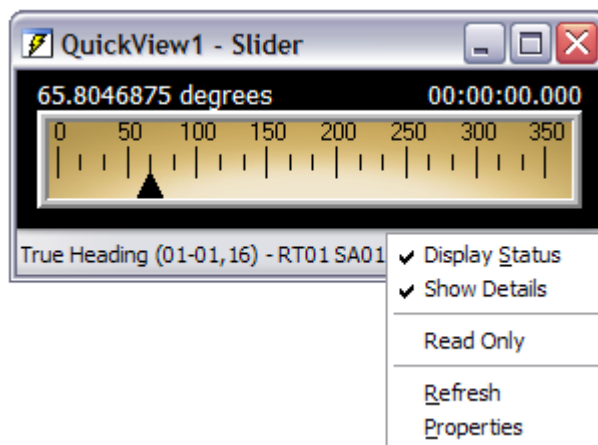 QuickView1 - Slider
65.8046875 degrees 00:00:00.000
0 50 100 150 200 250 300 350
True Heading (01-01,16) - RT01 SA01
Display Status
Show Details
Read Only
Refresh
Properties